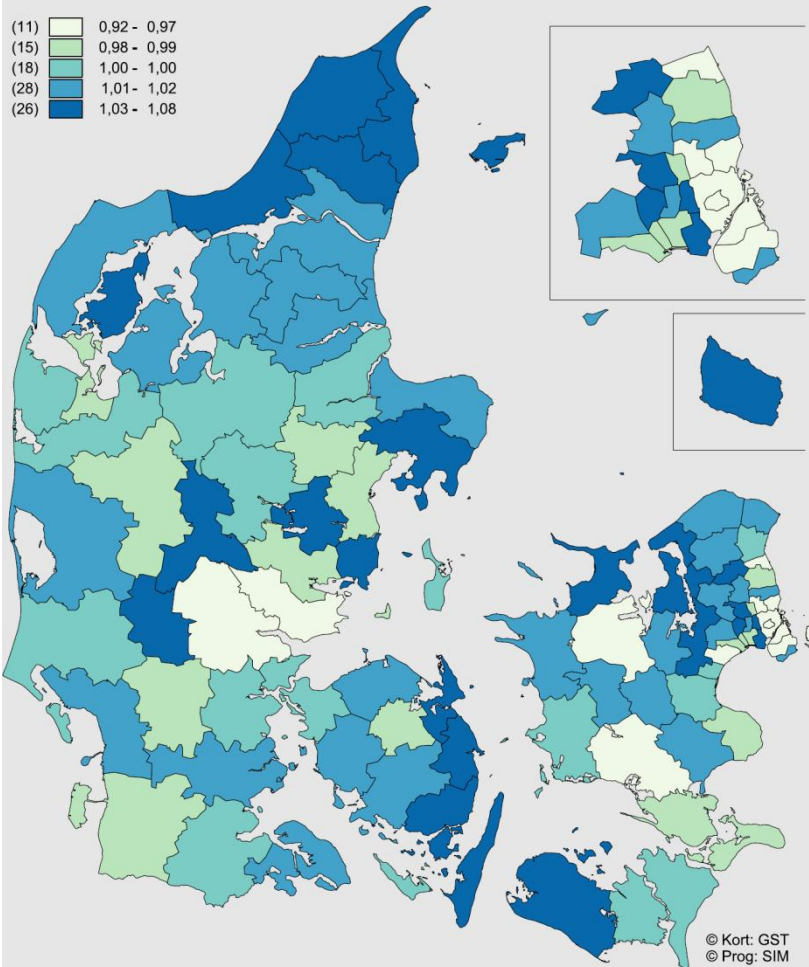 (11) 0,92 - 0,97
(15) 0,98 - 0,99
(18) 1,00 - 1,00
(28) 1,01 - 1,02
(26) 1,03 - 1,08
© Kort: GST
© Prog: SIM